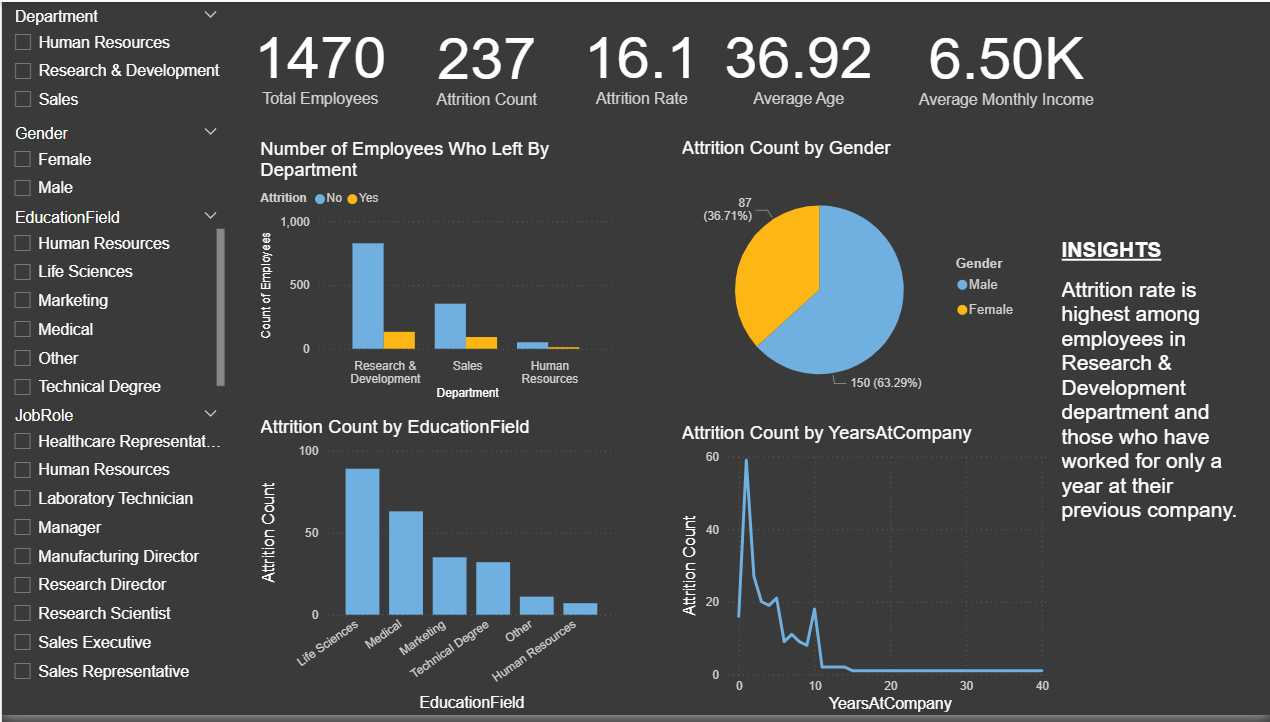 Department
Human Resources
Research & Development
Sales
Gender
Female
Male
EducationField
Human Resources
Life Sciences
Marketing
Medical
Other
Technical Degree
JobRole
Healthcare Representat...
Human Resources
Laboratory Technician
Manager
Manufacturing Director
Research Director
Research Scientist
Sales Executive
Sales Representative
1470
Total Employees
237
Attrition Count
16.1
Attrition Rate
36.92
Average Age
6.50K
Average Monthly Income
Number of Employees Who Left By
Department
Attrition No Yes
Count of Employees
1,000
500
0
Research &
Development
Sales
Human
Resources
Department
Attrition Count by Gender
87
(36.71%)
150 (63.29%)
Gender
Male
Female
INSIGHTS
Attrition rate is
highest among
employees in
Research &
Development
department and
those who have
worked for only a
year at their
previous company.
Attrition Count by EducationField
Attrition Count
100
50
0
Life Sciences
Medical
Marketing
Technical Degree
Other
Human Resources
EducationField
Attrition Count by YearsAtCompany
Attrition Count
60
40
20
0
0 10 20 30 40
YearsAtCompany